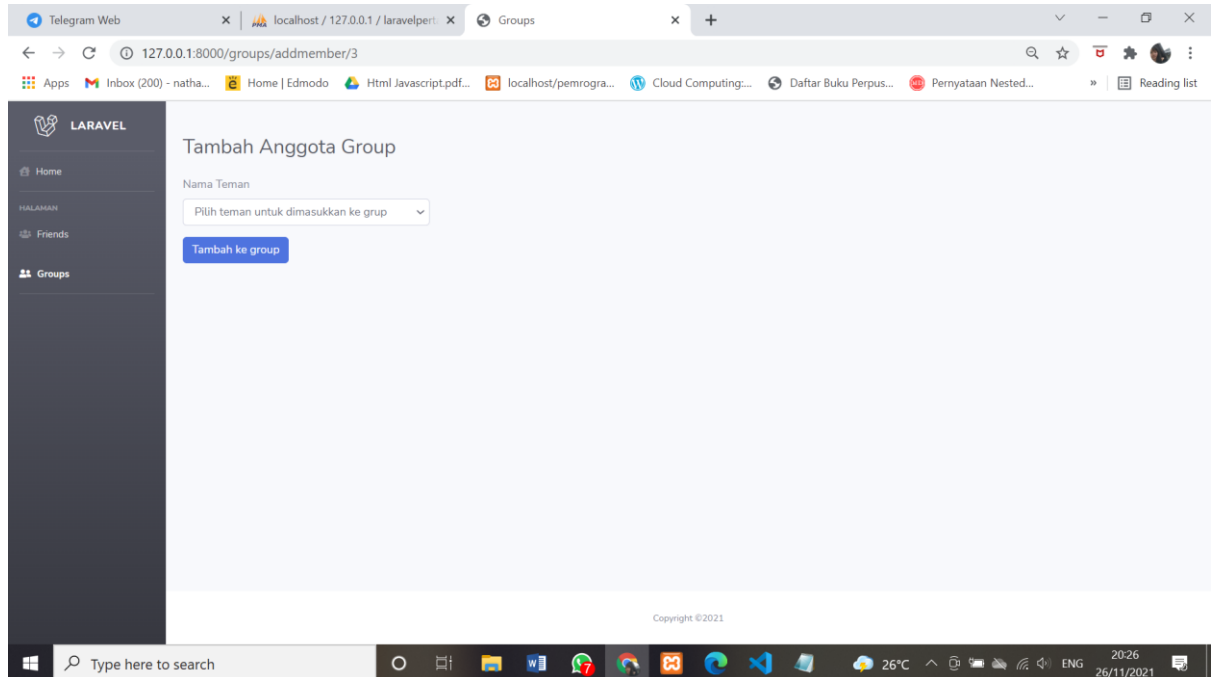 Telegram Web
localhost / 127.0.0.1 / laravelpert
Groups
127.0.0.1:8000/groups/addmember/3
Apps
Inbox (200) - natha...
Home | Edmodo
Html Javascript.pdf...
localhost/pemrogra...
Cloud Computing:...
Daftar Buku Perpus...
Pernyataan Nested...
»
Reading list
LARAVEL
Home
HALAMAN
Friends
Groups
Tambah Anggota Group
Nama Teman
Pilih teman untuk dimasukkan ke grup
Tambah ke group
Copyright ©2021
Type here to search
7
26°C
ENG
20:26
26/11/2021